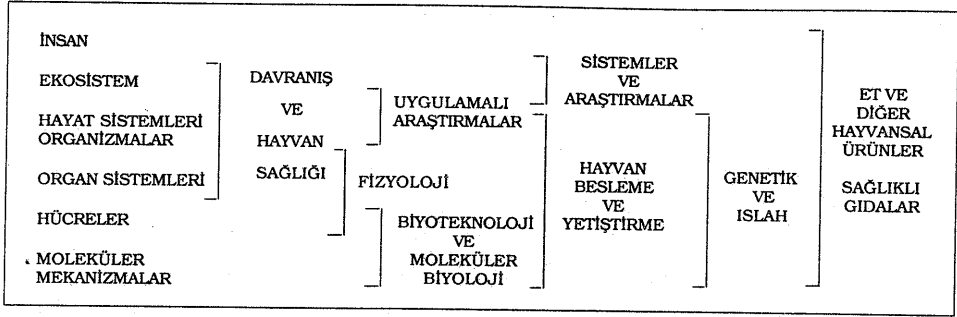 İNSAN
EKOSİSTEM
HAYAT SİSTEMLERİ
ORGANİZMALAR
ORGAN SİSTEMLERİ
HÜCRELER
MOLEKÜLER
MEKANİZMALAR
DAVRANIŞ
VE
HAYVAN
SAĞLIĞI
UYGULAMALI
ARAŞTIRMALAR
FİZYOLOJİ
BİYOTEKNOLOJİ
VE
MOLEKÜLER
BİYOLOJİ
SİSTEMLER
VE
ARAŞTIRMALAR
HAYVAN
BESLEME
VE
YETİŞTİRME
GENETİK
VE
ISLAH
ET VE
DİĞER
HAYVANSAL
ÜRÜNLER
SAĞLIKLI
GIDALAR